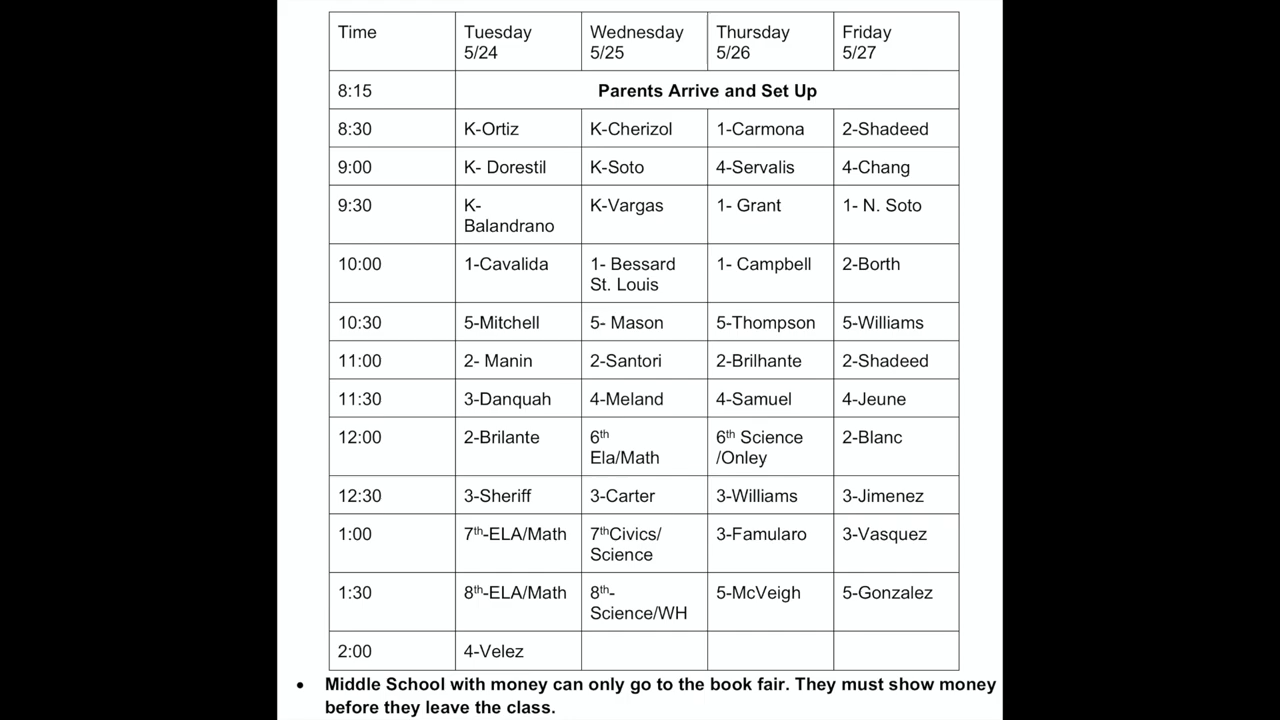 Time Tuesday Wednesday Thursday Friday
5/24 5/25 5/26 5/27
8:15 Parents Arrive and Set Up
8:30 K-Ortiz K-Cherizol 1-Carmona 2-Shadeed
9:00 K- Dorestil K-Soto 4-Servalis 4-Chang
9:30 K- K-Vargas 1- Grant 1- N. Soto
Balandrano
10:00 1-Cavalida 1- Bessard 1- Campbell 2-Borth
St. Louis
10:30 5-Mitchell 5- Mason 5-Thompson 5-Williams
11:00 2- Manin 2-Santori 2-Brilhante 2-Shadeed
11:30 3-Danquah 4-Meland 4-Samuel 4-Jeune
12:00 2-Brilante 6th 6th Science 2-Blanc
Ela/Math /Onley
12:30 3-Sheriff 3-Carter 3-Williams 3-Jimenez
1:00 7th-ELA/Math 7thCivics/ 3-Famularo 3-Vasquez
Science
1:30 8th-ELA/Math 8th- 5-McVeigh 5-Gonzalez
Science/WH
2:00 4-Velez
• Middle School with money can only go to the book fair. They must show money
before they leave the class.